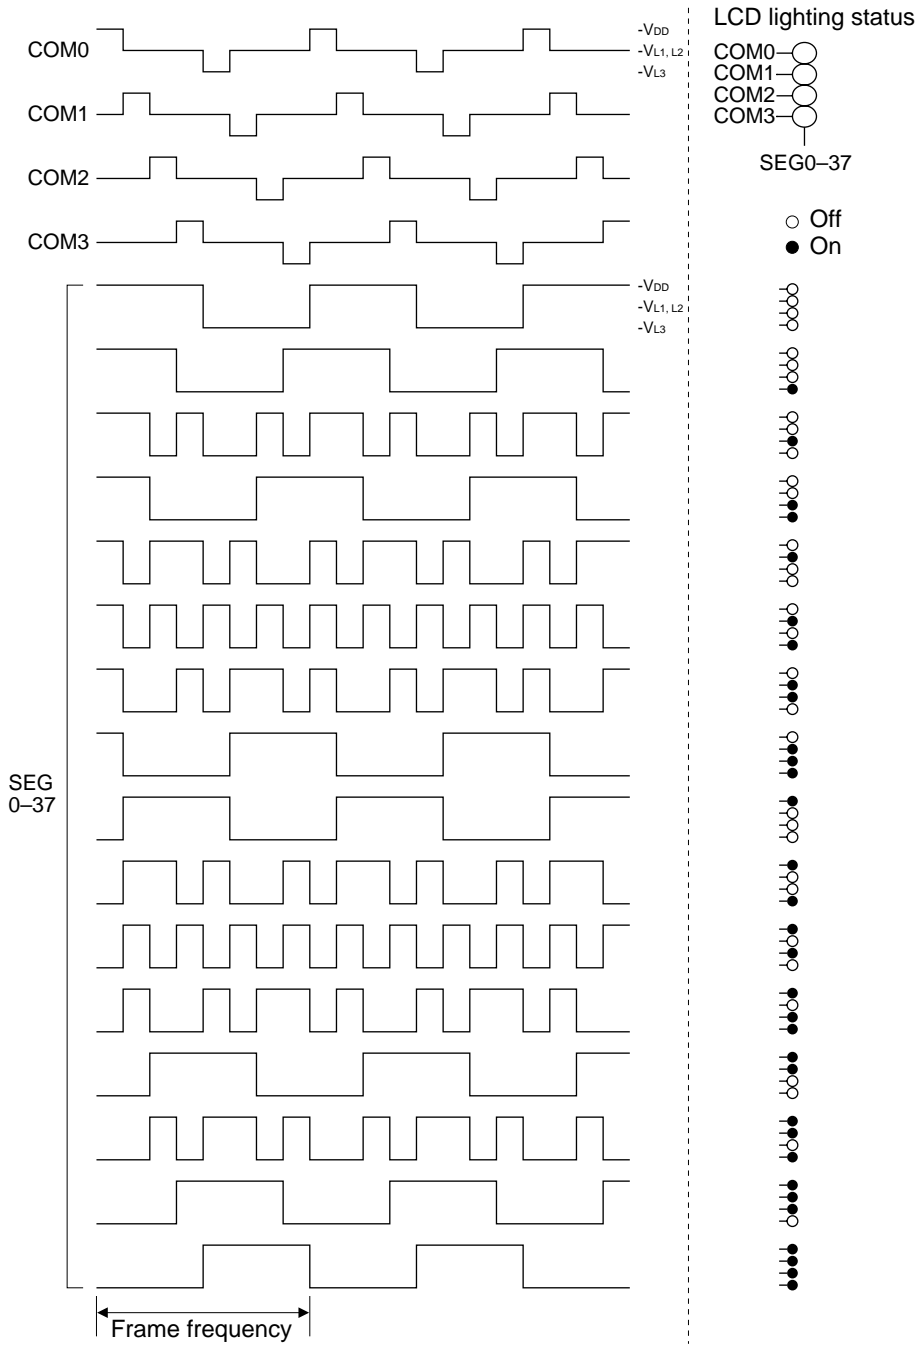 COM0
COM1
COM2
COM3
-VDD
-VL1, L2
-VL3
-VDD
-VL1, L2
-VL3
SEG
0–37
Frame frequency
LCD lighting status
COM0
COM1
COM2
COM3
SEG0–37
Off
On